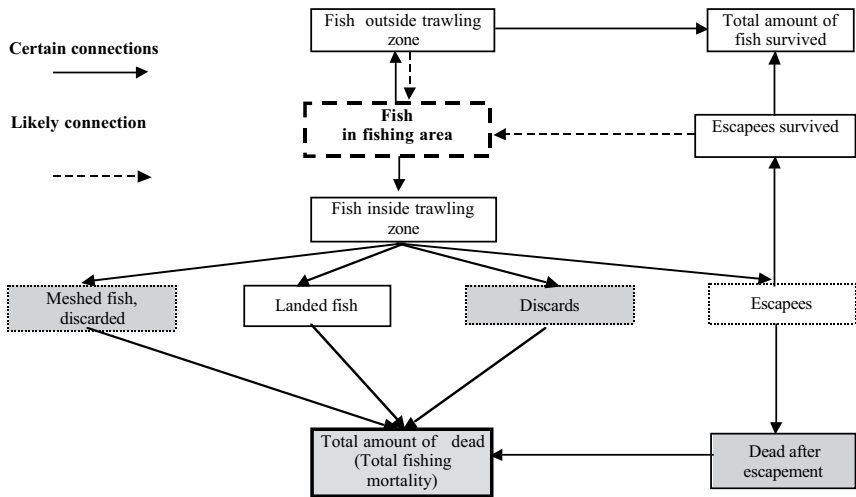 Certain connections
Likely connection
Fish outside trawling
zone
Total amount of
fish survived
Fish
in fishing area
Escapees survived
Fish inside trawling
zone
Meshed fish,
discarded
Landed fish
Discards
Escapees
Total amount of dead
(Total fishing
mortality)
Dead after
escapement